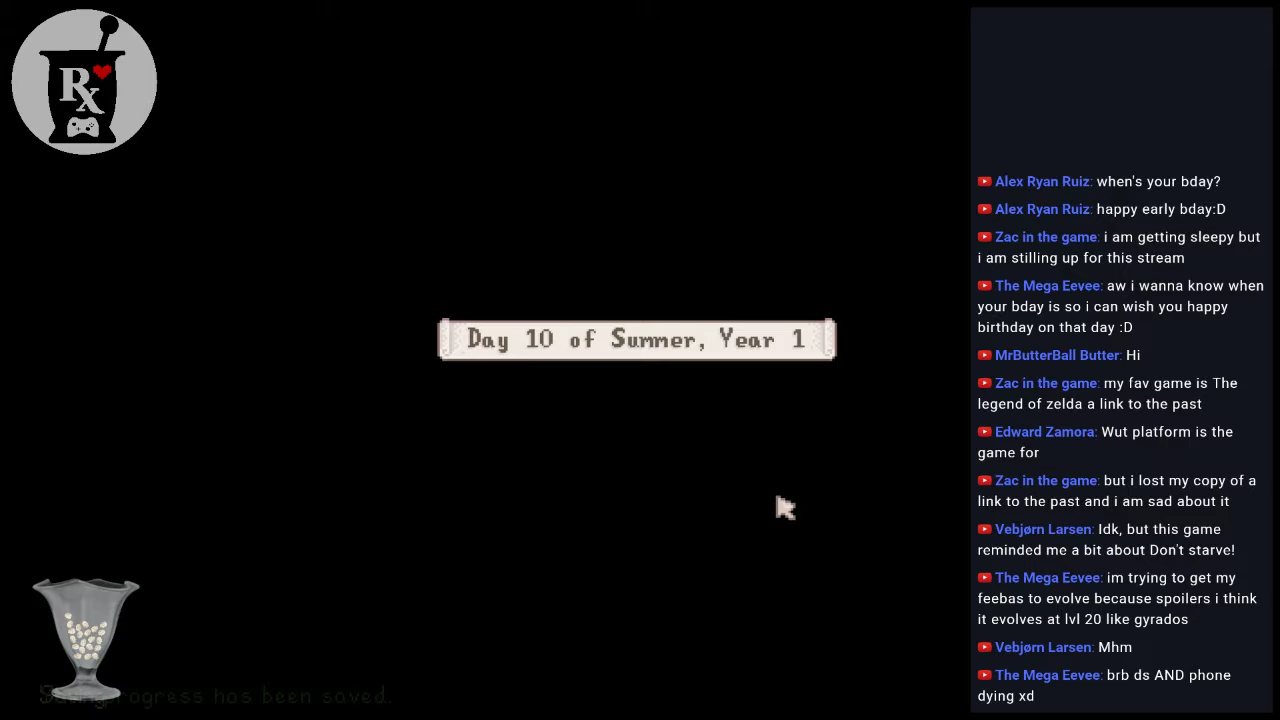 Rx
Day 10 of Summer, Year 1
progress has been saved.
Alex Ryan Ruiz: when's your bday?
Alex Ryan Ruiz: happy early bday:D
Zac in the game: i am getting sleepy but
i am stilling up for this stream
The Mega Eevee: aw i wanna know when
your bday is so i can wish you happy
birthday on that day :D
MrButterBall Butter: Hi
Zac in the game: my fav game is The
legend of zelda a link to the past
Edward Zamora: Wut platform is the
game for
Zac in the game: but i lost my copy of a
link to the past and i am sad about it
Vebjørn Larsen: Idk, but this game
reminded me a bit about Don't starve!
The Mega Eevee: im trying to get my
feebas to evolve because spoilers i think
it evolves at lvl 20 like gyrados
Vebjørn Larsen: Mhm
The Mega Eevee: brb ds AND phone
dying xd